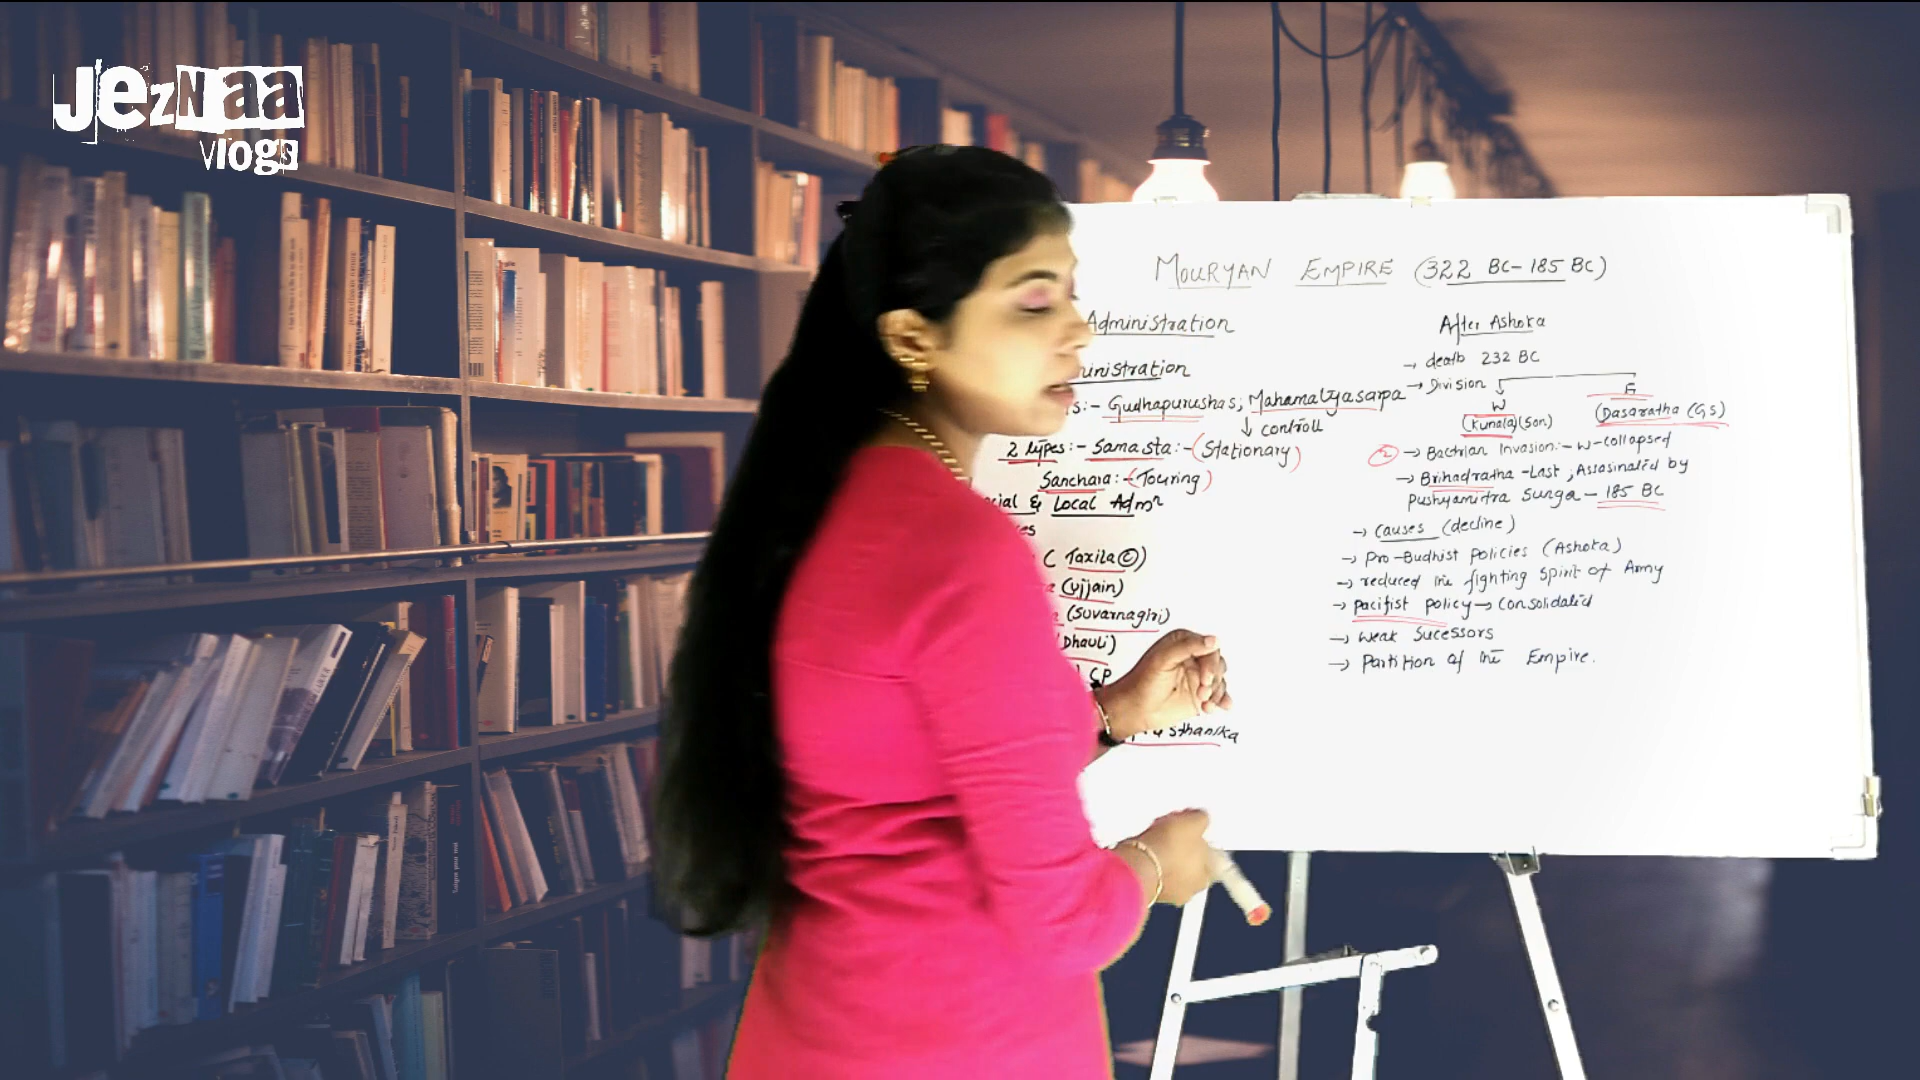 JezNaa
vlogs
MOURYAN EMPIRE (322 BC-185 BC)
Administration
:- Gudhapurushas; Mahamatyasarpa
↓ controll
2 types:- Samasta:-(Stationary)
Sanchara:-(Touring)
& Local Admn
( Taxila ©)
(Ujjain)
(Suvarnagiri)
Dhauli)
CP
Sthanika
After Ashoka
→ death 232 BC
→ Division
W
(Kunala)(Son)
(Dasaratha (GS)
2 → Bactrian Invasion:- W-collapsed
→ Brihadratha -Last, Assasinated by
Pushyamitra Sunga - 185 BC
→ Causes (decline)
→ Pro-Budhist policies (Ashoka)
→ reduced the fighting Spirit of Army
→ pacifist policy → Consolidated
→ Weak Sucessors
→ Partition of the Empire.